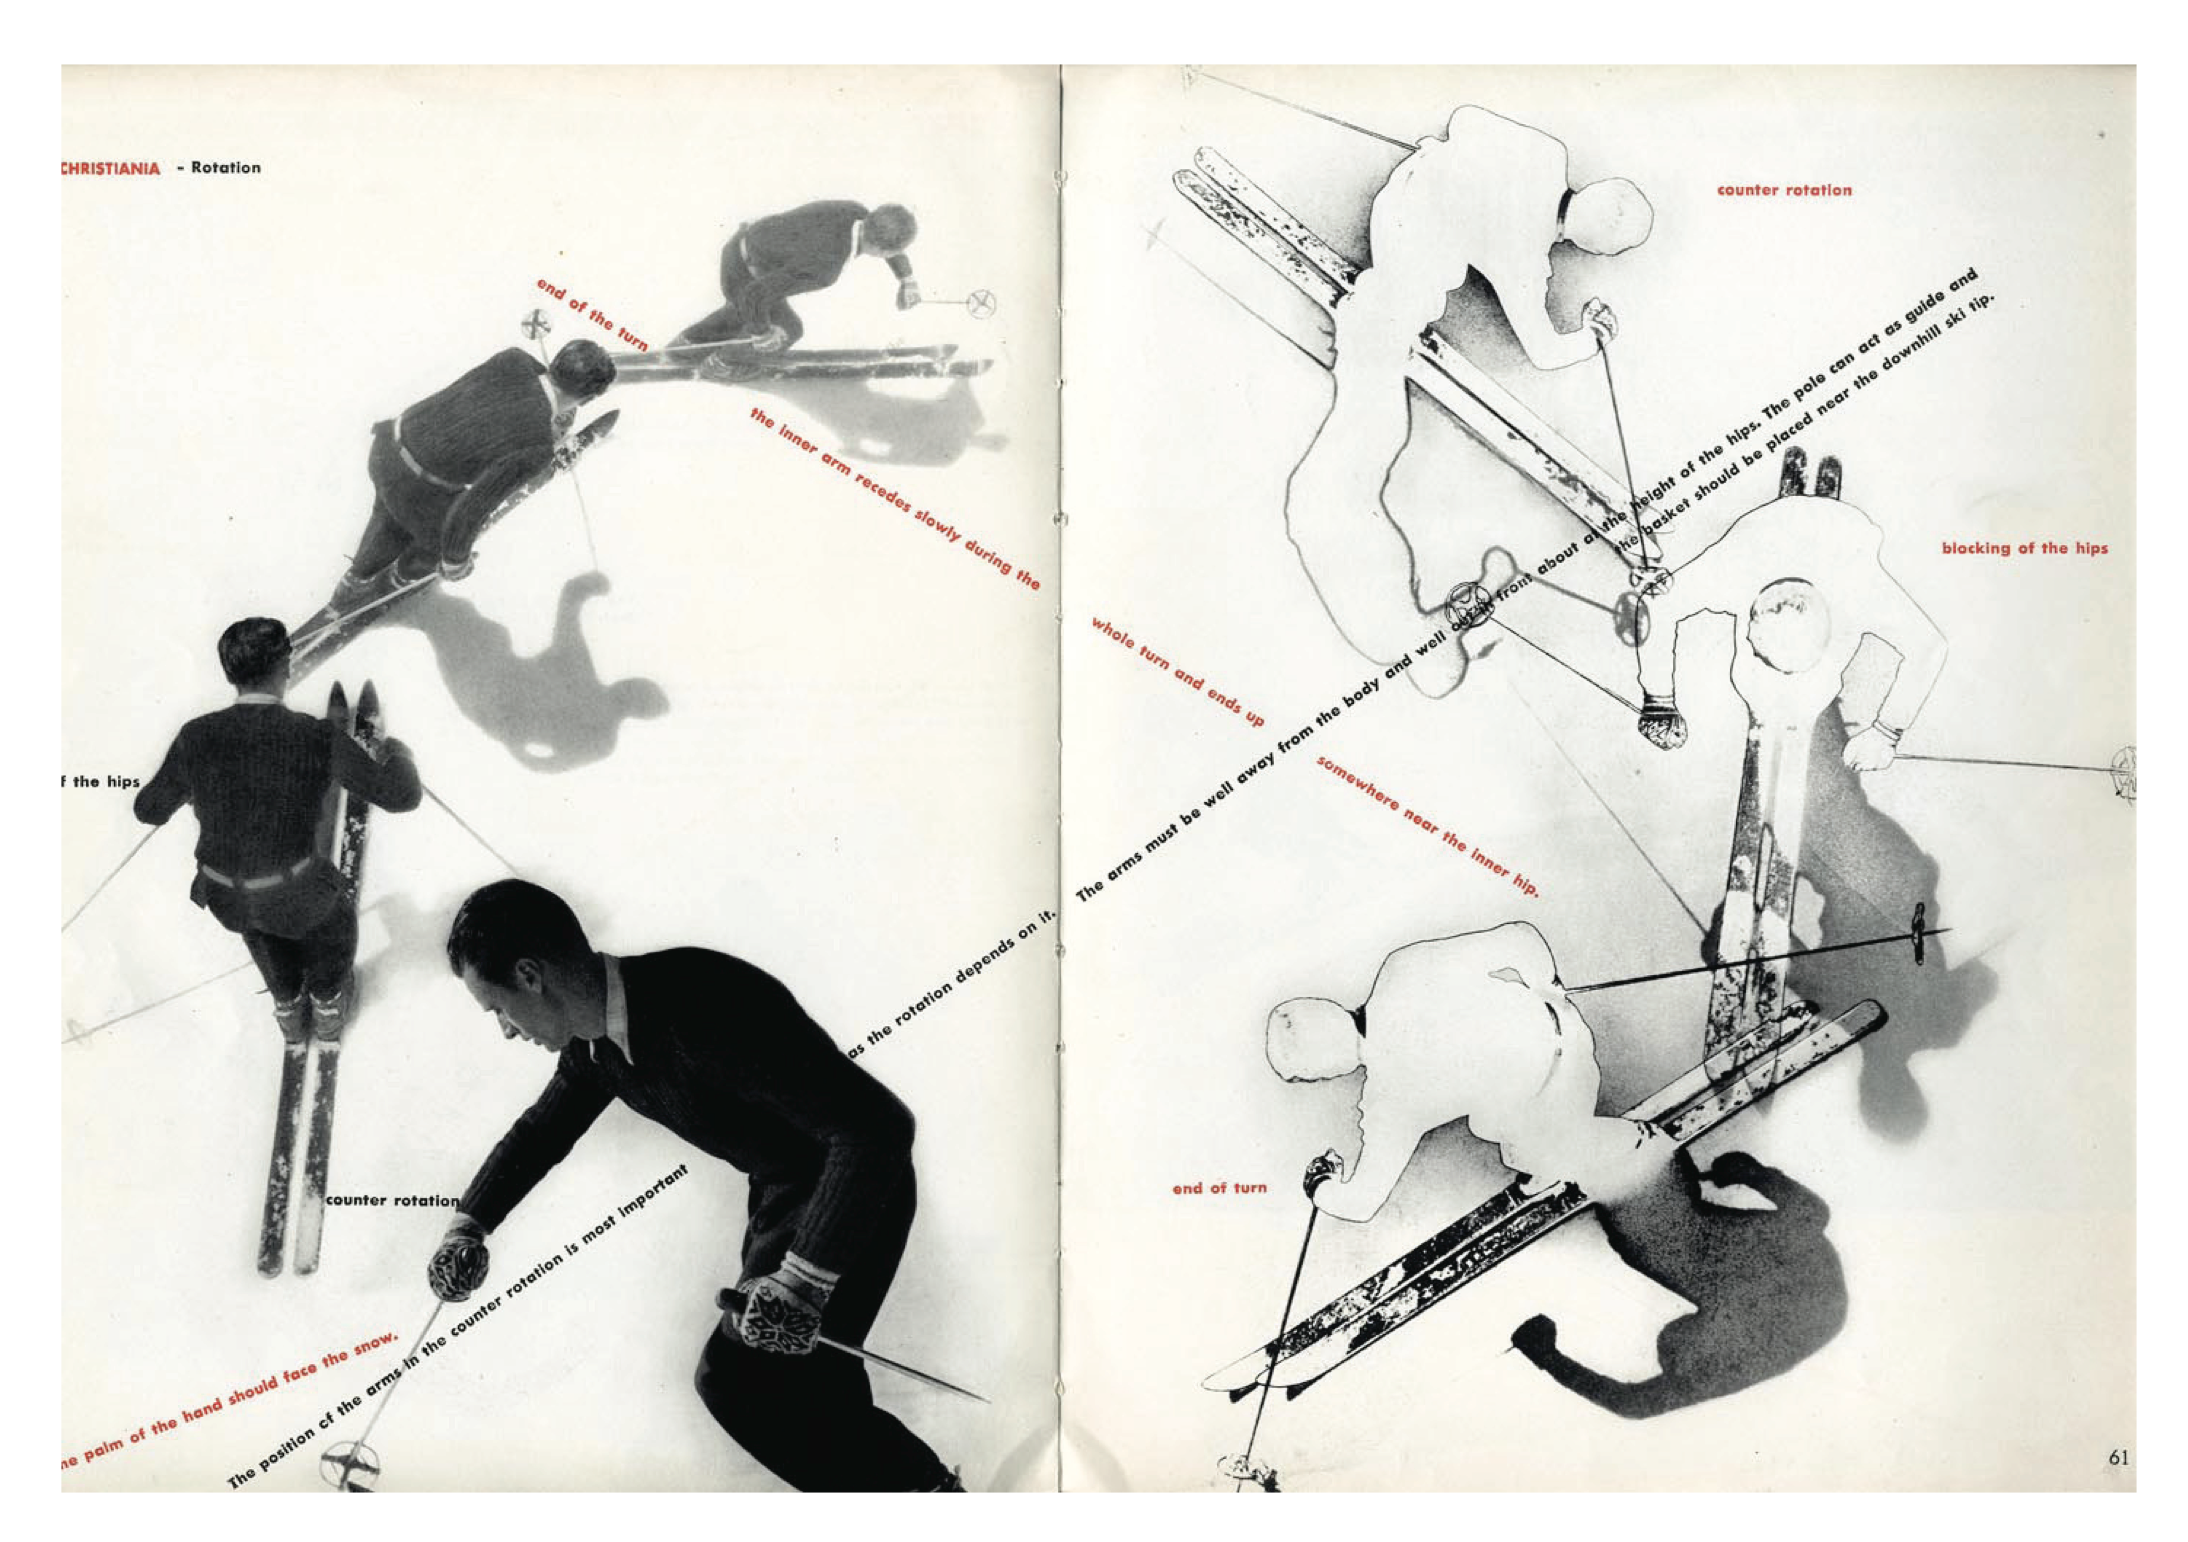 CHRISTIANIA - Rotation
end of the turn
the inner arm recedes slowly during the
whole turn and ends up
somewhere near the inner hip.
f the hips
counter rotation
he palm of the hand should face the snow.
The position of the arms in the counter rotation is most important
as the rotation depends on it.
The arms must be well away from the body and well out in front about at the height of the hips. The pole can act as guide and
the basket should be placed near the downhill ski tip.
counter rotation
blocking of the hips
end of turn
61